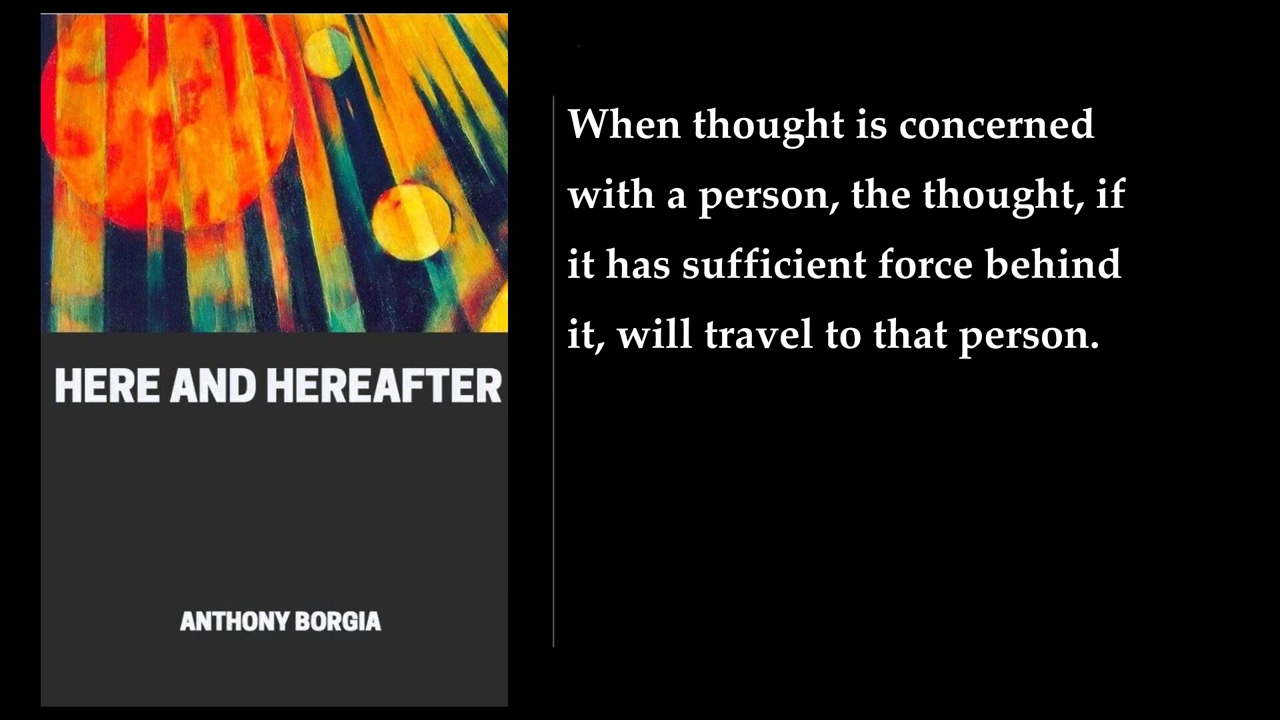 HERE AND HEREAFTER
ANTHONY BORGIA
When thought is concerned
with a person, the thought, if
it has sufficient force behind
it, will travel to that person.